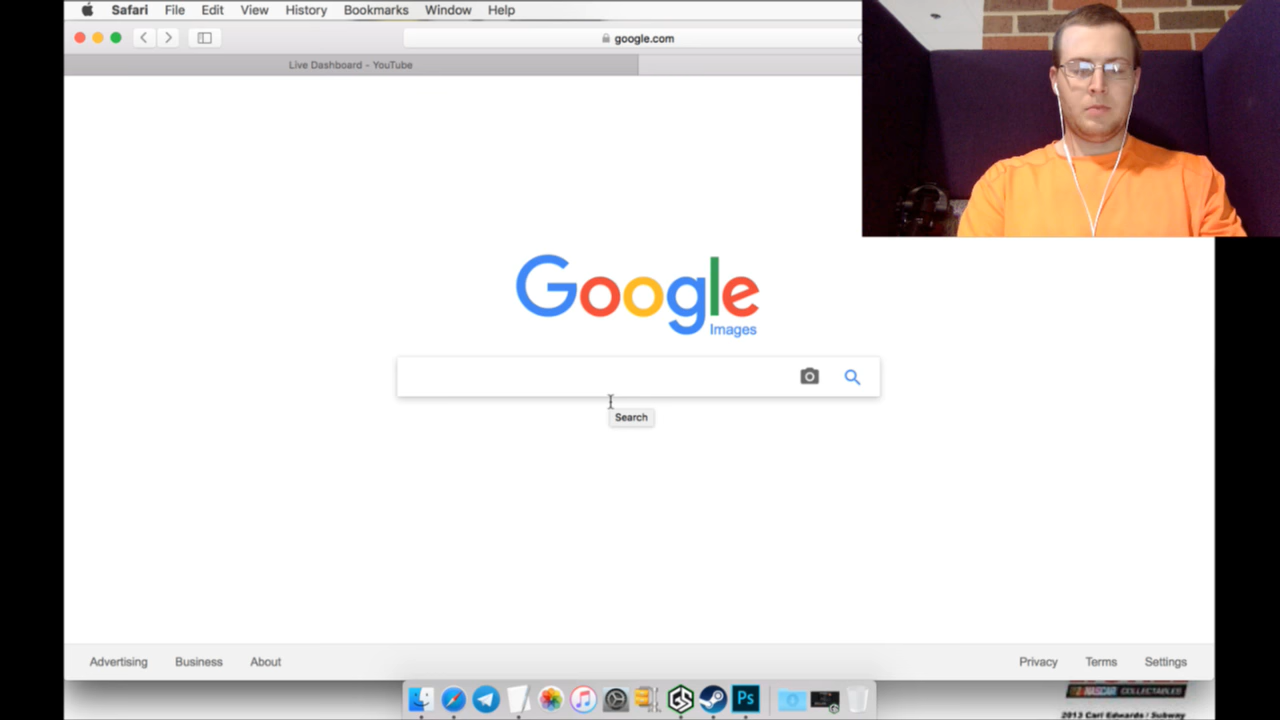 Safari File Edit View History Bookmarks Window Help
google.com
Live Dashboard - YouTube
Google
Images
Search
Advertising Business About Privacy Terms Settings
Ps
NASCAR COLLECTABLES
2013 Carl Edwards / Subway